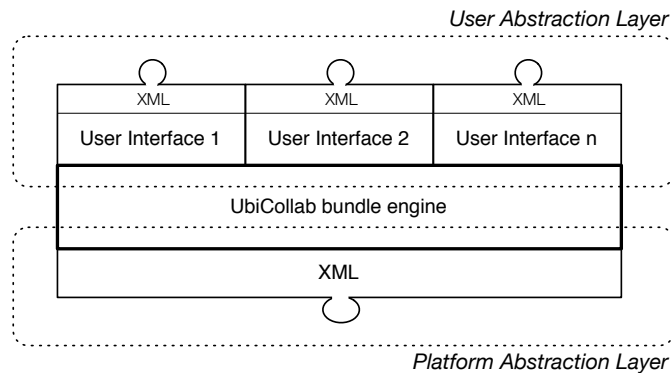 User Abstraction Layer
XML XML XML
User Interface 1 User Interface 2 User Interface n
UbiCollab bundle engine
XML
Platform Abstraction Layer